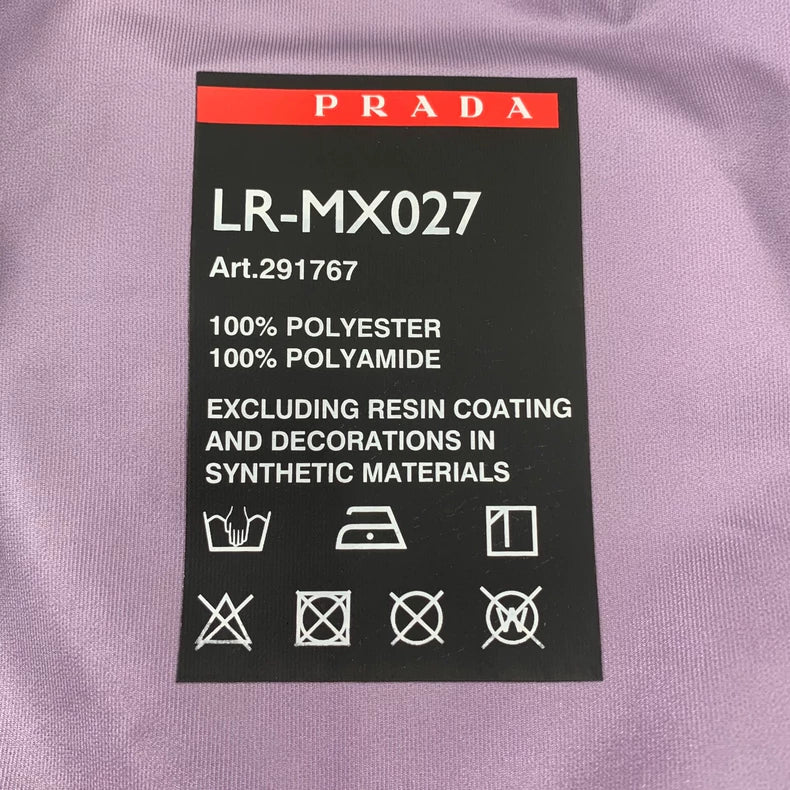 PRADA
LR-MX027
Art.291767
100% POLYESTER
100% POLYAMIDE
EXCLUDING RESIN COATING
AND DECORATIONS IN
SYNTHETIC MATERIALS
W